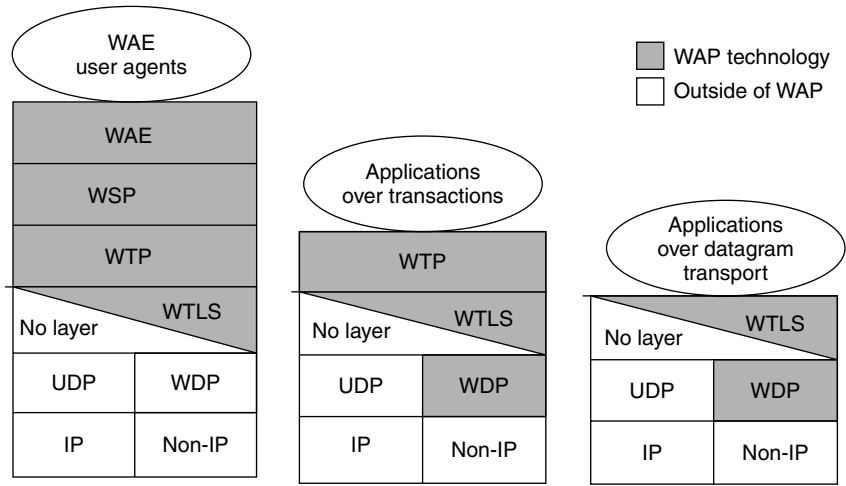 WAE
user agents
WAE
WSP
WTP
WTLS
No layer
UDP
WDP
IP
Non-IP
Applications
over transactions
WTP
WTLS
No layer
UDP
WDP
IP
Non-IP
WAP technology
Outside of WAP
Applications
over datagram
transport
WTLS
No layer
UDP
WDP
IP
Non-IP